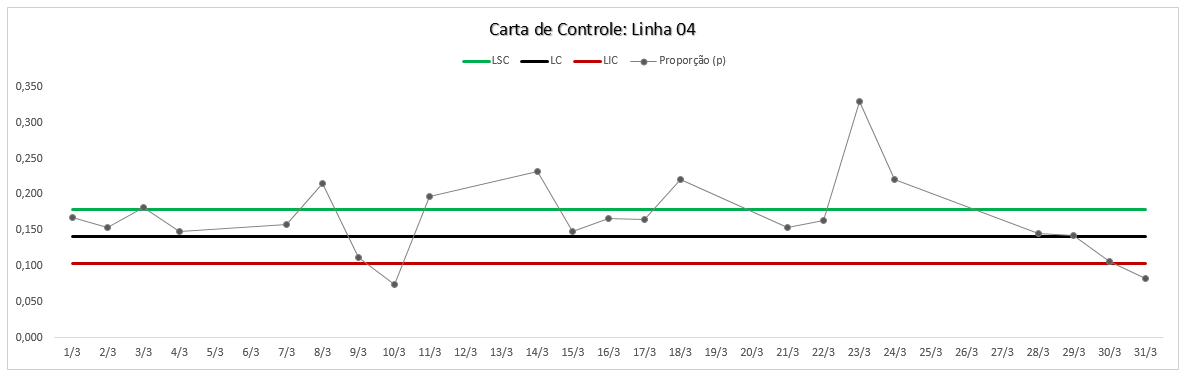 Carta de Controle: Linha 04
LSC LC LIC Proporção (p)
0,350
0,300
0,250
0,200
0,150
0,100
0,050
0,000
1/3 2/3 3/3 4/3 5/3 6/3 7/3 8/3 9/3 10/3 11/3 12/3 13/3 14/3 15/3 16/3 17/3 18/3 19/3 20/3 21/3 22/3 23/3 24/3 25/3 26/3 27/3 28/3 29/3 30/3 31/3